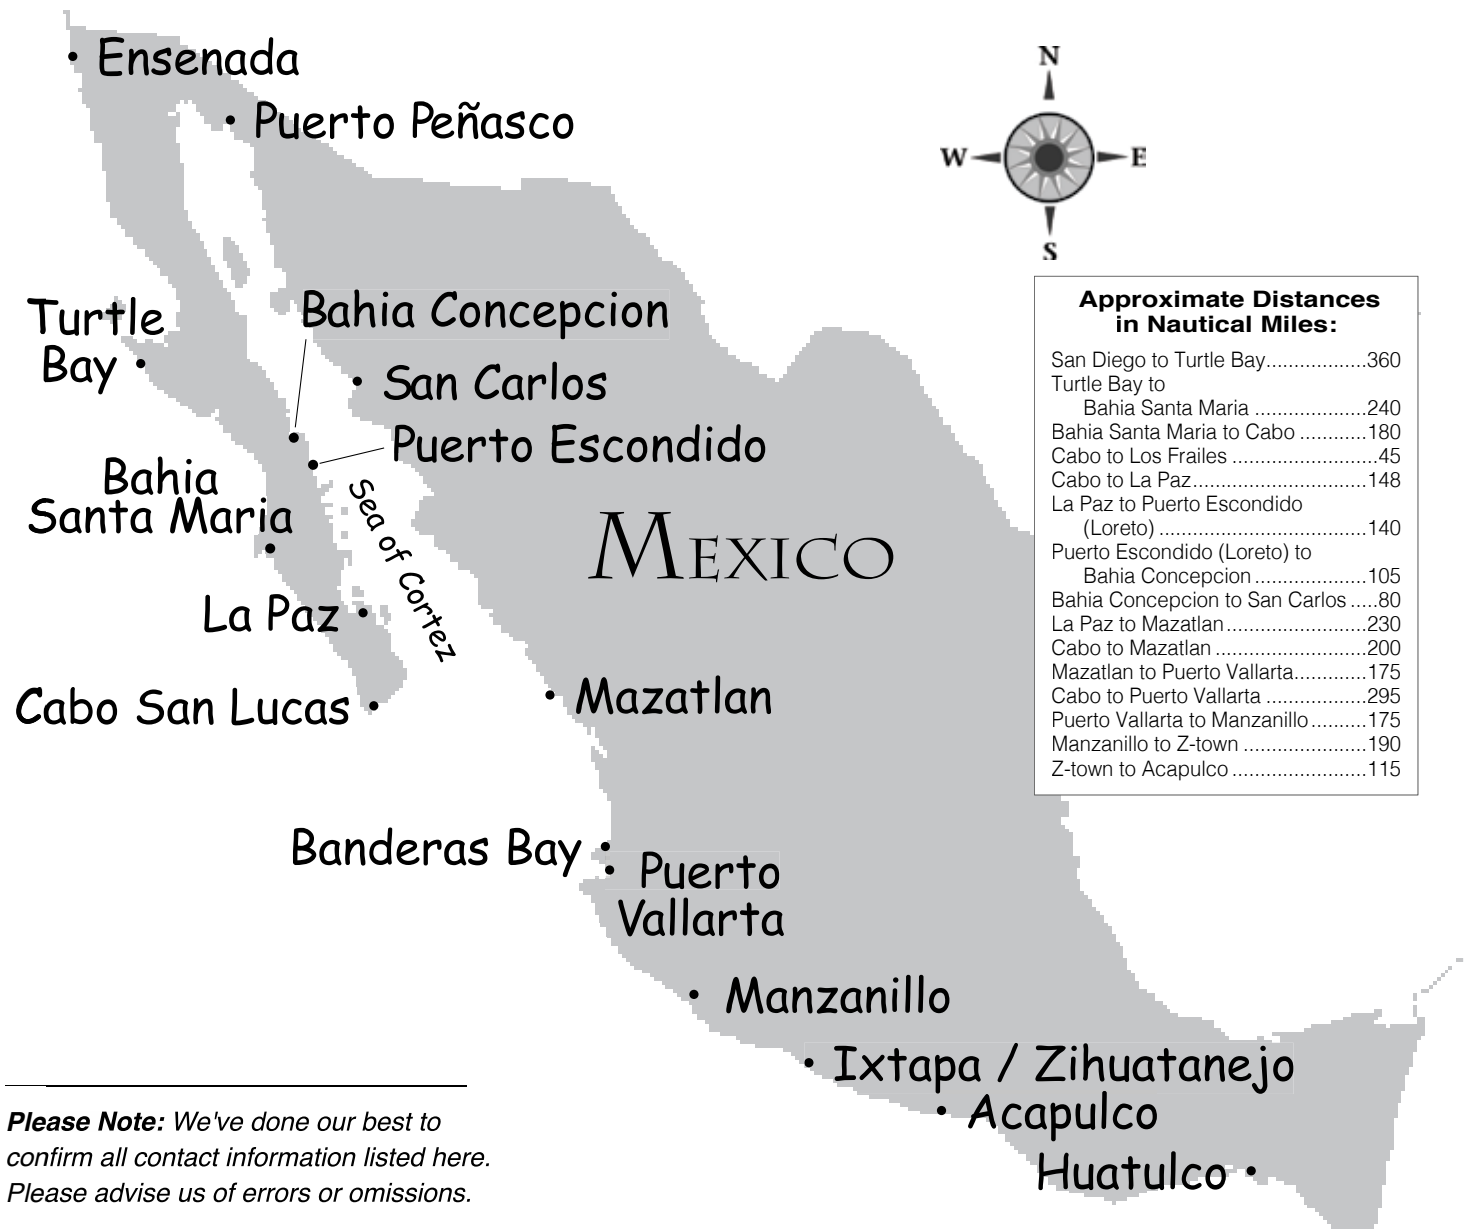 Ensenada
Puerto Peñasco
N
W
E
S
Turtle
Bay
Bahia Concepcion
San Carlos
Puerto Escondido
Bahia
Santa Maria
Sea of Cortez
MEXICO
La Paz
Cabo San Lucas
Mazatlan
Banderas Bay
Puerto
Vallarta
Manzanillo
Ixtapa / Zihuatanejo
Acapulco
Huatulco
Approximate Distances
in Nautical Miles:
San Diego to Turtle Bay..................360
Turtle Bay to
Bahia Santa Maria ....................240
Bahia Santa Maria to Cabo ............180
Cabo to Los Frailes ..........................45
Cabo to La Paz...............................148
La Paz to Puerto Escondido
(Loreto) .....................................140
Puerto Escondido (Loreto) to
Bahia Concepcion ....................105
Bahia Concepcion to San Carlos .....80
La Paz to Mazatlan.........................230
Cabo to Mazatlan ...........................200
Mazatlan to Puerto Vallarta.............175
Cabo to Puerto Vallarta ..................295
Puerto Vallarta to Manzanillo..........175
Manzanillo to Z-town ......................190
Z-town to Acapulco ........................115
Please Note: We've done our best to
confirm all contact information listed here.
Please advise us of errors or omissions.